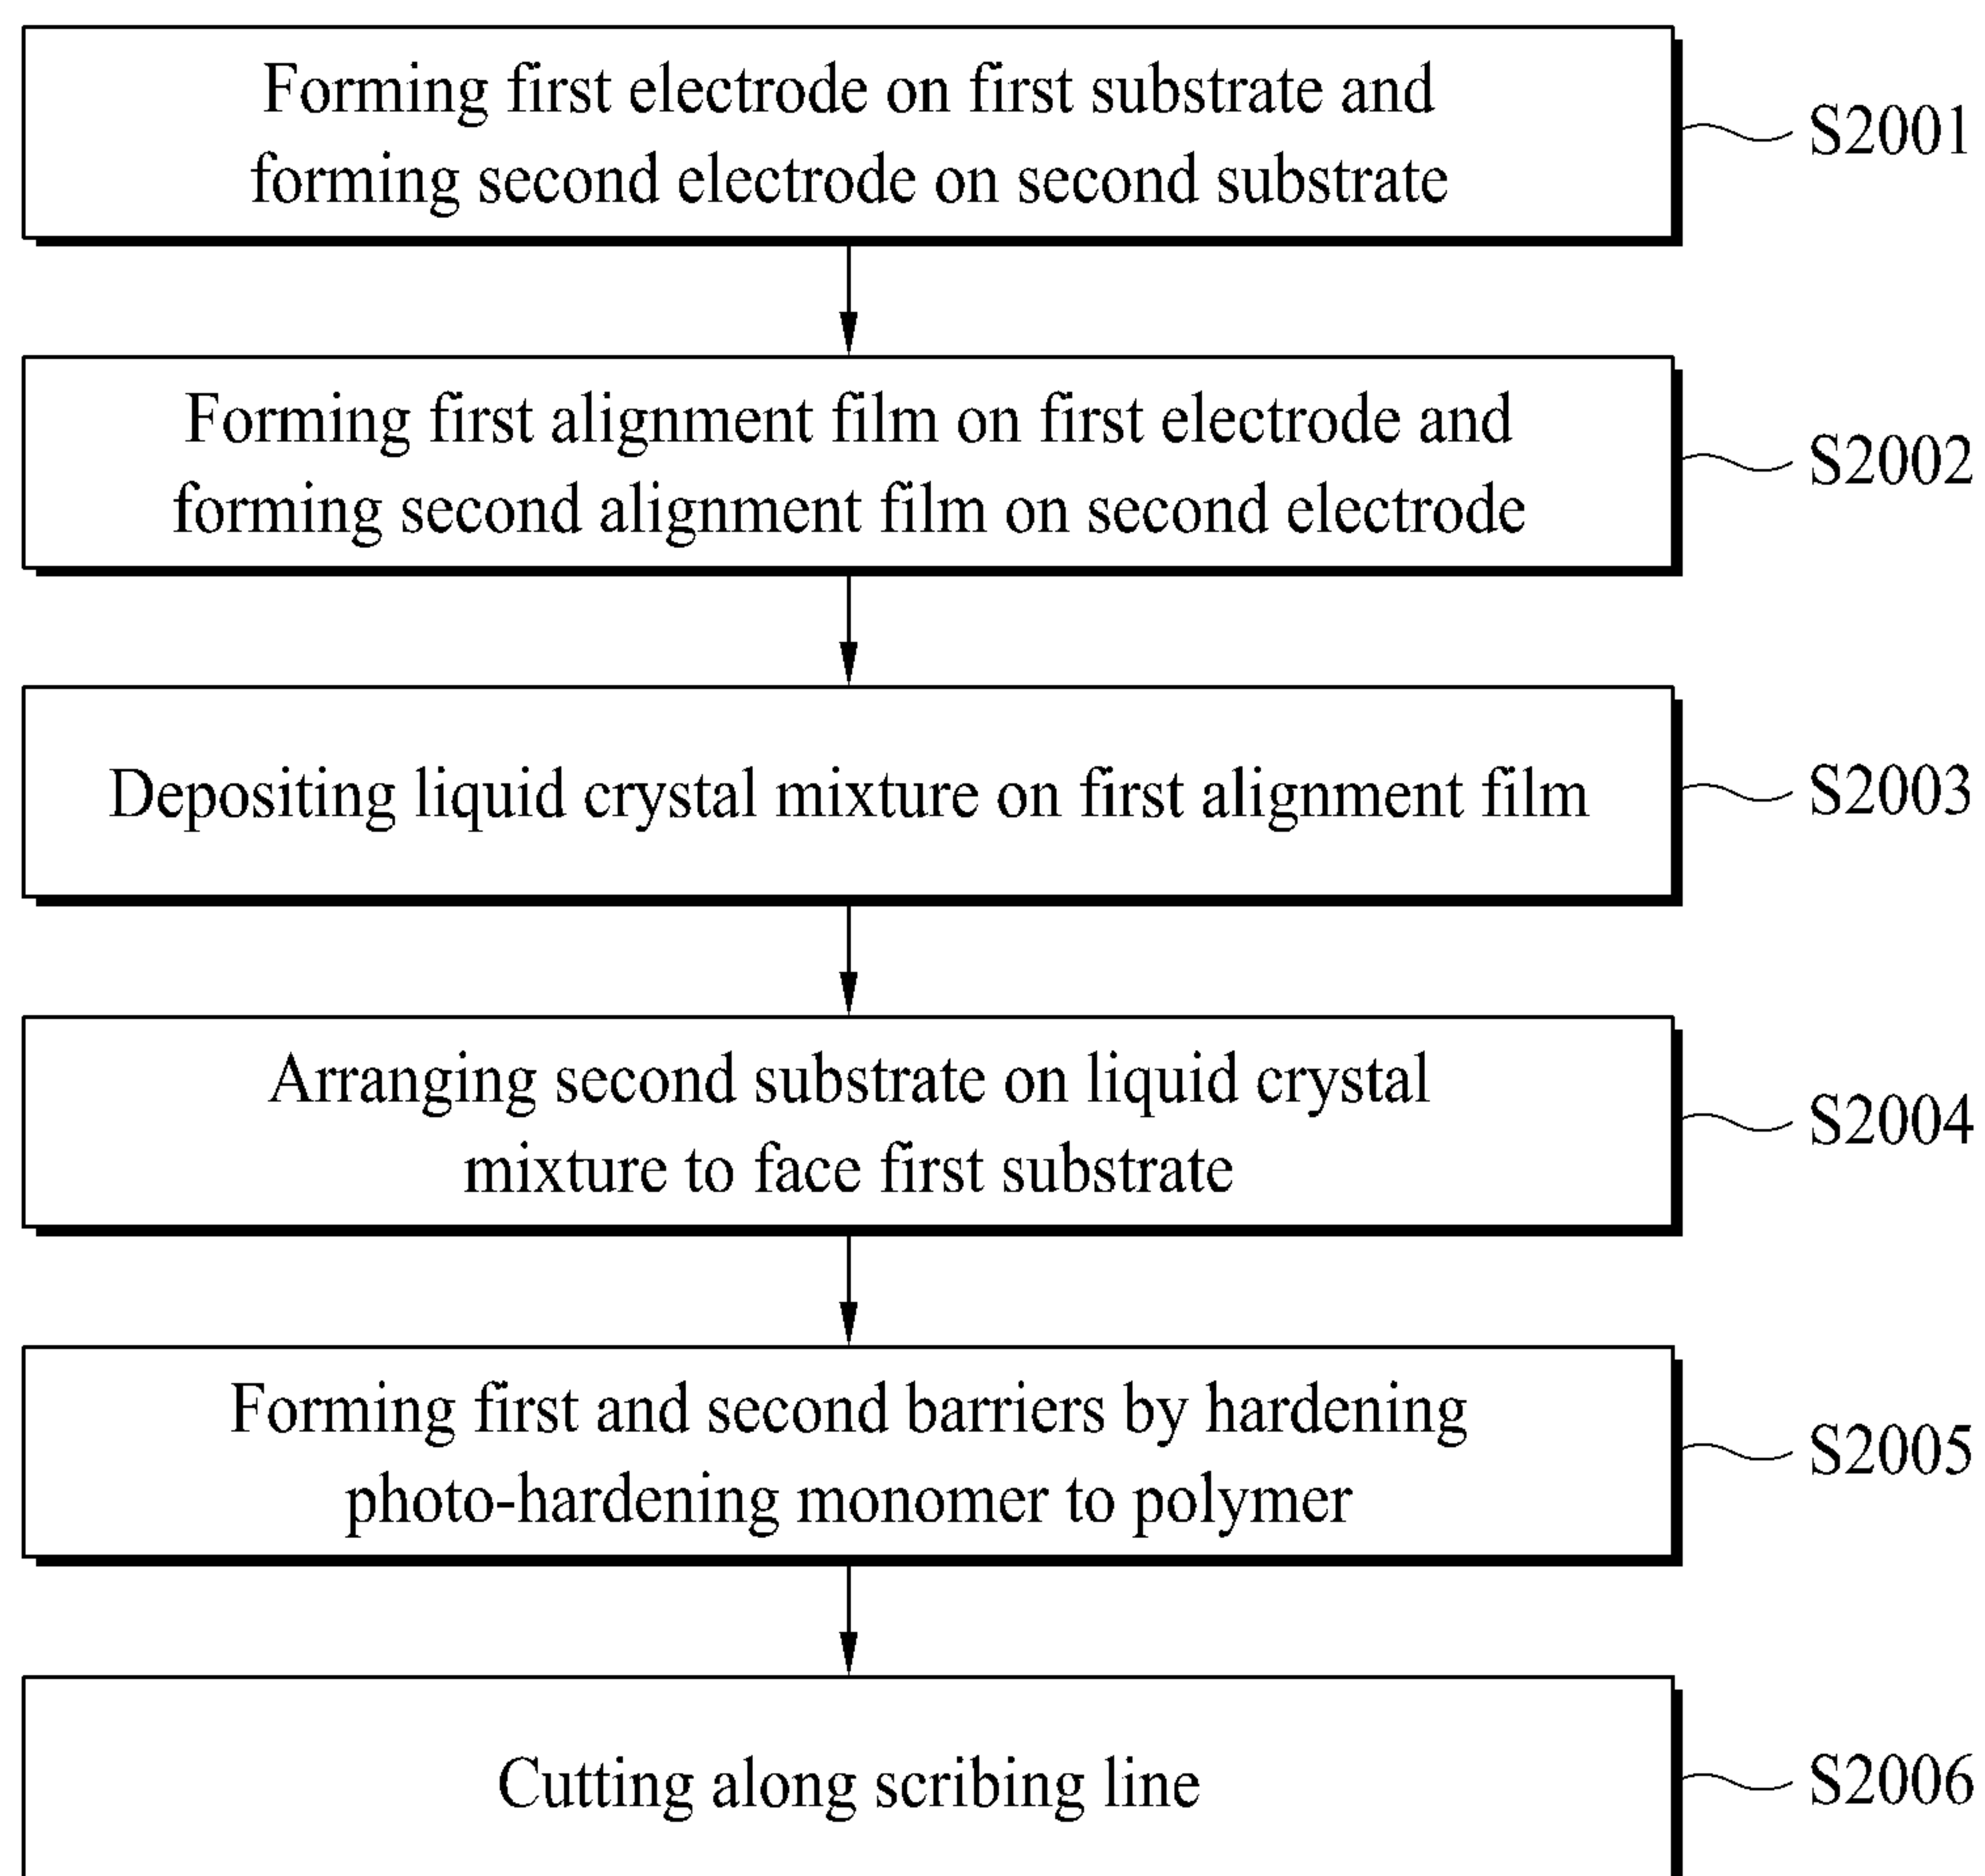 Forming first electrode on first substrate and
forming second electrode on second substrate
S2001
Forming first alignment film on first electrode and
forming second alignment film on second electrode
S2002
Depositing liquid crystal mixture on first alignment film
S2003
Arranging second substrate on liquid crystal
mixture to face first substrate
S2004
Forming first and second barriers by hardening
photo-hardening monomer to polymer
S2005
Cutting along scribing line
S2006